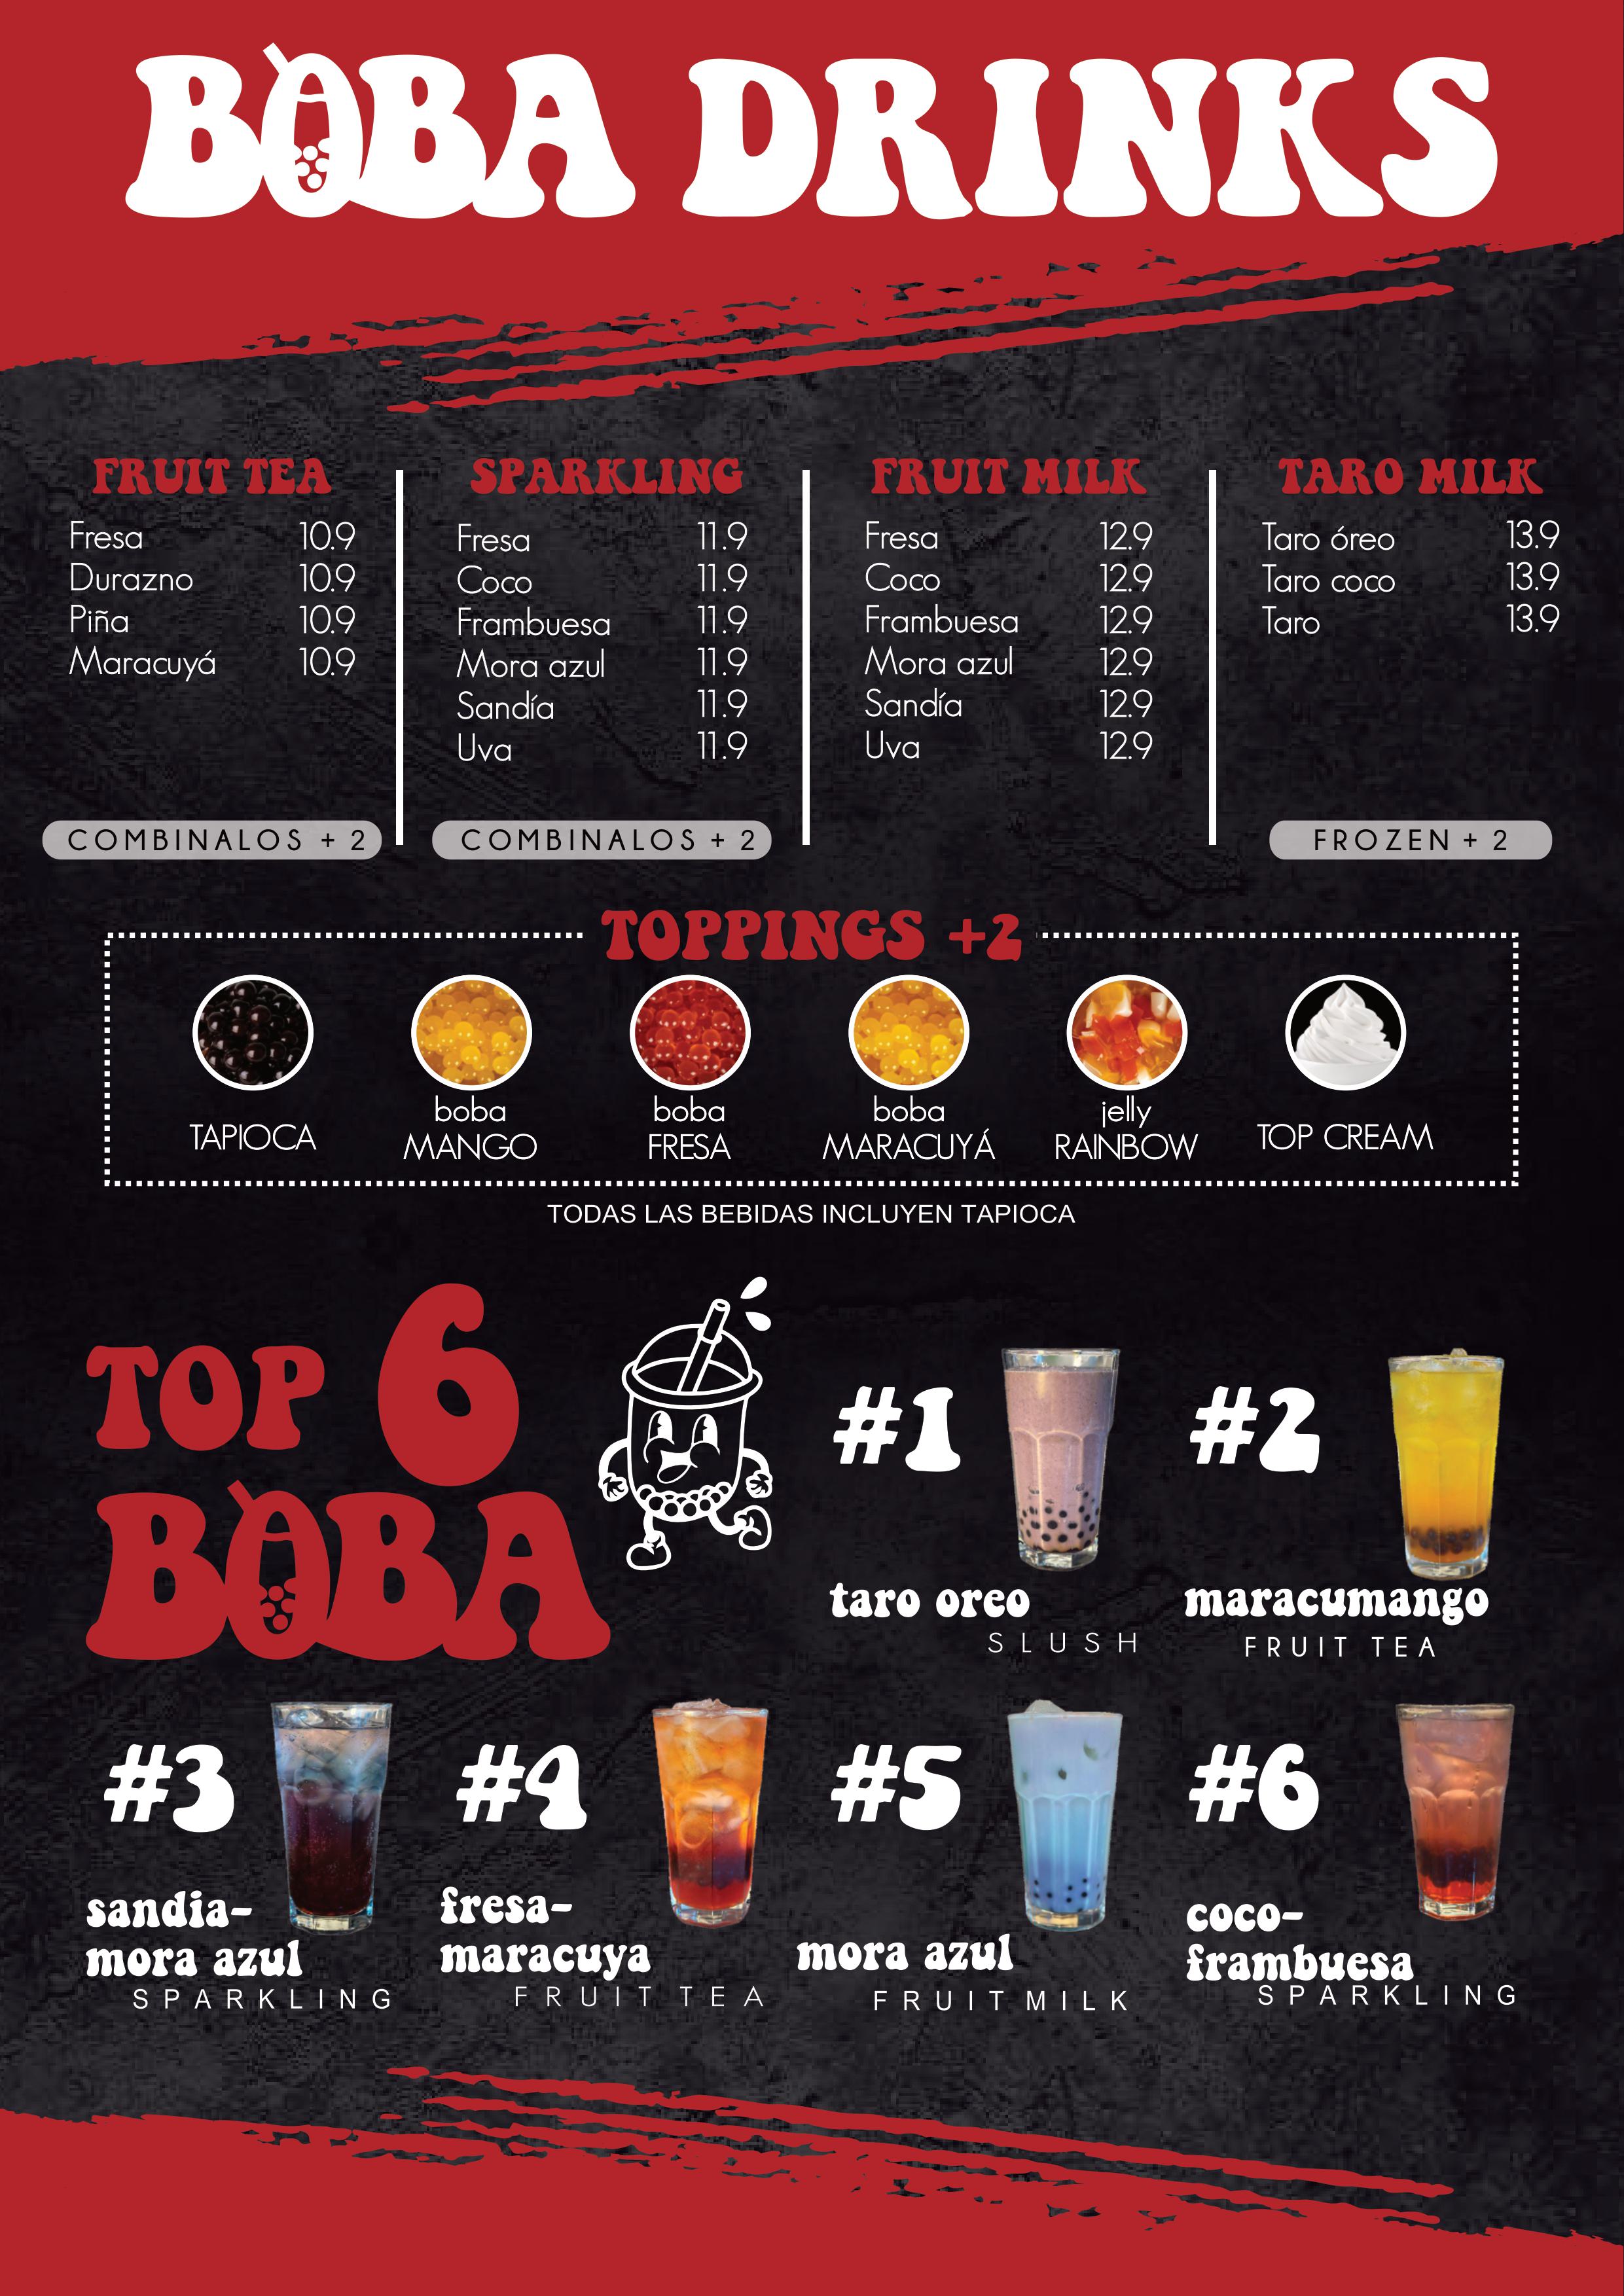 BOBA DRINKS
FRUIT TEA
Fresa 10.9
Durazno 10.9
Piña 10.9
Maracuyá 10.9
COMBINALOS + 2
SPARKLING
Fresa 11.9
Coco 11.9
Frambuesa 11.9
Mora azul 11.9
Sandía 11.9
Uva 11.9
COMBINALOS + 2
FRUIT MILK
Fresa 12.9
Coco 12.9
Frambuesa 12.9
Mora azul 12.9
Sandía 12.9
Uva 12.9
TARO MILK
Taro óreo 13.9
Taro coco 13.9
Taro 13.9
FROZEN + 2
TOPPINGS +2
TAPIOCA
boba
MANGO
boba
FRESA
boba
MARACUYÁ
jelly
RAINBOW
TOP CREAM
TODAS LAS BEBIDAS INCLUYEN TAPIOCA
TOP 6
BOBA
#1
taro oreo
SLUSH
#2
maracumango
FRUIT TEA
#3
sandia-
mora azul
SPARKLING
#4
fresa-
maracuya
FRUIT TEA
#5
mora azul
FRUIT MILK
#6
coco-
frambuesa
SPARKLING